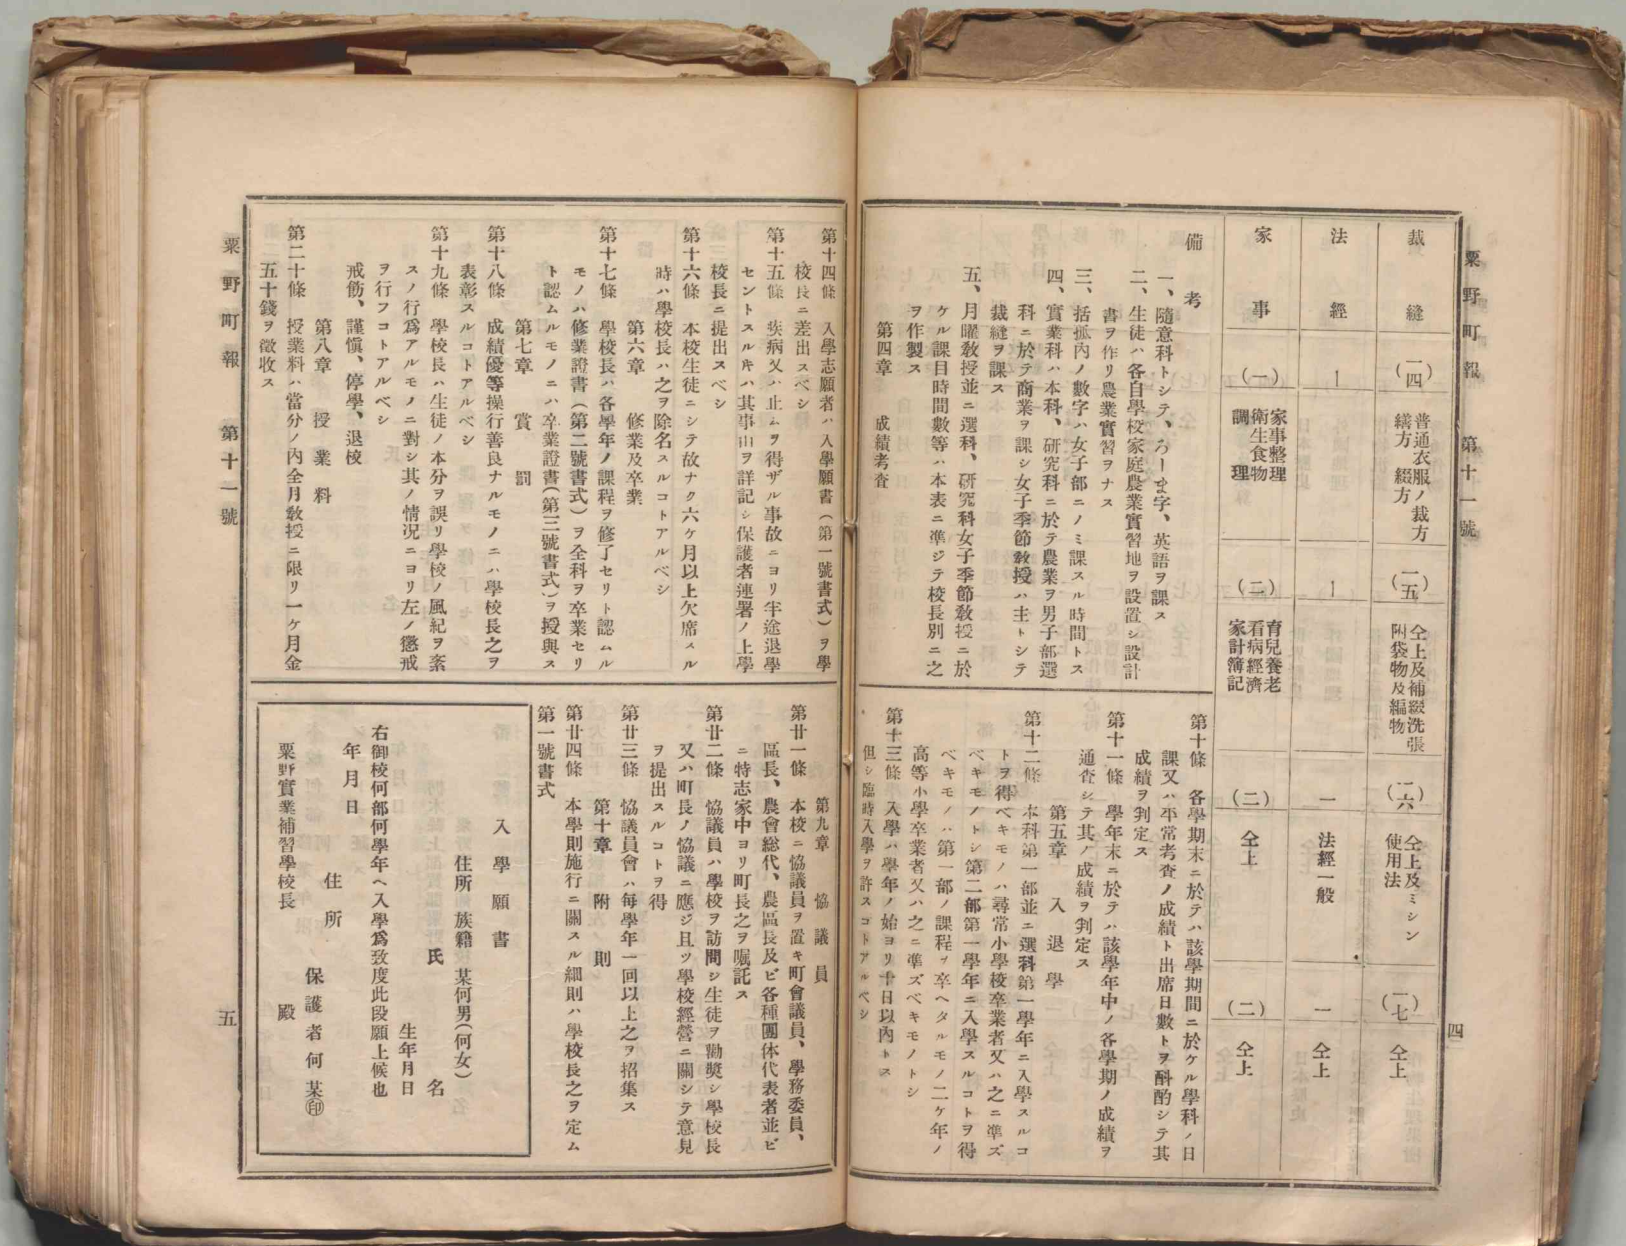 粟野町報 第十一號
四
裁縫
(一四) 普通衣服ノ裁方
繕方 綴方
(一五) 仝上及補綴洗張
附袋物及編物
(一六) 仝上及ミシン
使用法
(一七) 仝上
法經
一
一
一 法經一般
一 仝上
家事
(一) 家事整理
衛生食物
調理
(二) 育兒養老
看病經濟
家計簿記
(二) 仝上
(二) 仝上
備考
一、隨意科トシテ、ろーま字、英語ヲ課ス
二、生徒ハ各自學校家庭農業實習地ヲ設置シ設計
書ヲ作リ農業實習ヲナス
三、括孤內ノ數字ハ女子部ニノミ課スル時間トス
四、實業科ハ本科、研究科ニ於テ農業ヲ男子部選
科ニ於テ商業ヲ課シ女子季節敎授ハ主トシテ
裁縫ヲ課ス
五、月曜敎授並ニ選科、硏究科女子季節敎授ニ於
ケル課目時間數等ハ本表ニ準ジテ校長別ニ之
ヲ作製ス
第四章 成績考査
第十條 各學期末ニ於テハ該學期間ニ於ケル學科ノ日
課又ハ平常考査ノ成績ト出席日數トヲ酙酌シテ其
成績ヲ判定ス
第十一條 學年末ニ於テハ該學年中ノ各學期ノ成績ヲ
通査シテ其ノ成績ヲ判定ス
第五章 入退學
第十二條 本科第一部並ニ選科第一學年ニ入學スルコ
トヲ得ベキモノハ尋常小學校卒業者又ハ之ニ準ズ
ベキモノトシ第二部第一學年ニ入學スルコトヲ得
ベキモノハ第一部ノ課程ヲ卒ヘタルモノ二ケ年ノ
高等小學卒業者又ハ之ニ準ズベキモノトシ
第十三條 入學ハ學年ノ始ヨリ十日以內トス
但シ臨時入學ヲ許スコトアルベシ
第十四條 入學志願者ハ入學願書(第一號書式)ヲ學
校長ニ差出スベシ
第十五條 疾病又ハ止ムヲ得ザル事故ニヨリ半途退學
セントスル𪜈ハ其事由ヲ詳記シ保護者連署ノ上學
校長ニ提出スベシ
第十六條 本校生徒ニシテ故ナク六ケ月以上欠席スル
時ハ學校長ハ之ヲ除名スルコトアルベシ
第六章 修業及卒業
第十七條 學校長ハ各學年ノ課程ヲ修了セリト認ムル
モノハ修業證書(第二號書式)ヲ全科ヲ卒業セリ
ト認ムルモノニハ卒業證書(第三號書式)ヲ授與ス
第七章 賞罰
第十八條 成績優等操行善良ナルモノニハ學校長之ヲ
表彰スルコトアルベシ
第十九條 學校長ハ生徒ノ本分ヲ誤リ學校ノ風紀ヲ紊
スノ行爲アルモノニ對シ其ノ情況ニヨリ左ノ懲戒
ヲ行フコトアルベシ
戒飭、謹愼、停學、退校
第八章 授業料
第二十條 授業料ハ當分ノ內全月敎授ニ限リ一ケ月金
五十錢ヲ徵收ス
第九章 協議員
第廿一條 本校ニ協議員ヲ置キ町會議員、學務委員、
區長、農會總代、農區長及ビ各種團体代表者並ビ
ニ特志家中ヨリ町長之ヲ囑託ス
第廿二條 協議員ハ學校ヲ訪問シ生徒ヲ勸奬シ學校長
又ハ町長ノ協議ニ應ジ且ツ學校經營ニ關シテ意見
ヲ提出スルコトヲ得
第廿三條 協議員會ハ每學年一回以上之ヲ招集ス
第十章 附則
第廿四條 本學則施行ニ關スル細則ハ學校長之ヲ定ム
第一號書式
入學願書
住所 族籍 某何男(何女)
氏名
生年月日
右御校何部何學年ヘ入學爲致度此段願上候也
年月日
住所
保護者何某㊞
粟野實業補習學校長 殿
粟野町報 第十一號
五